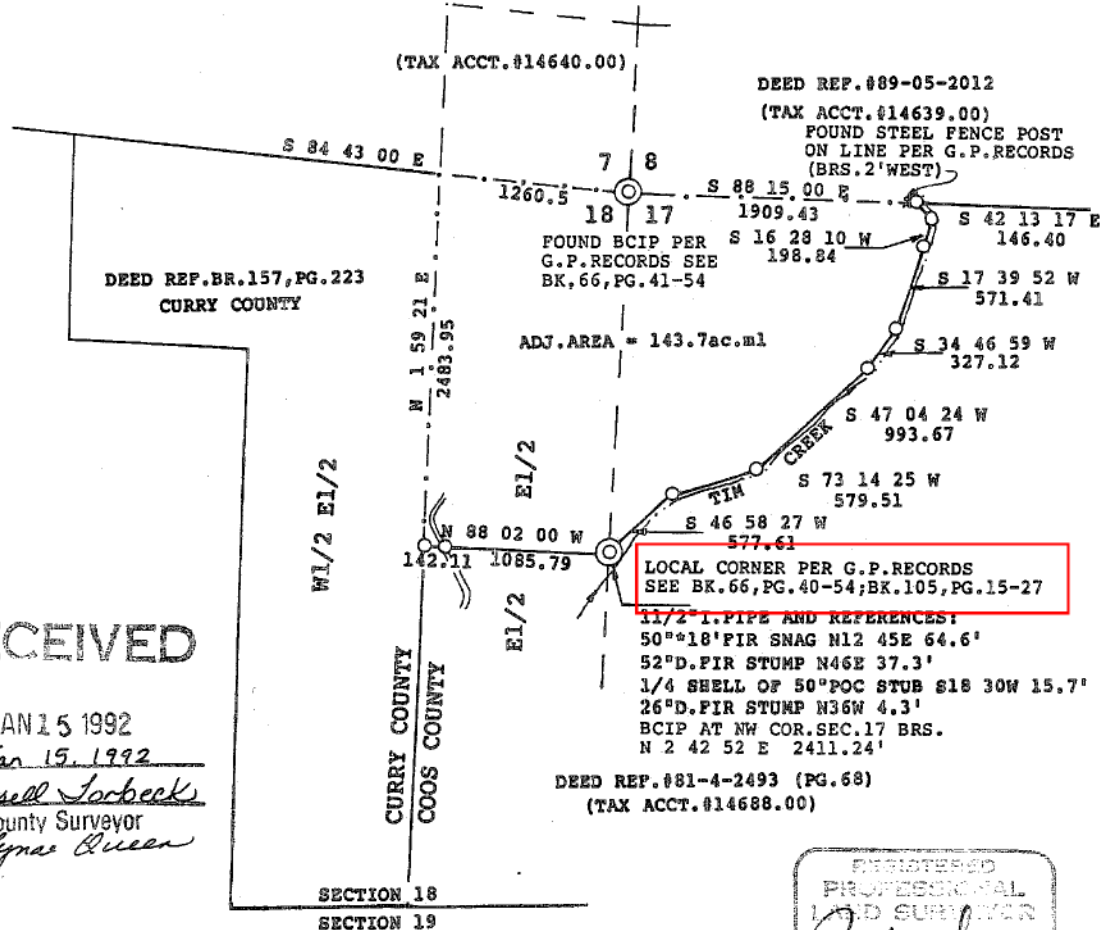 (TAX ACCT.#14640.00)
DEED REF.#89-05-2012
(TAX ACCT.#14639.00)
FOUND STEEL FENCE POST
ON LINE PER G.P.RECORDS
(BRS.2'WEST)
S 84 43 00 E
7 8
1260.5
S 88 15 00 E
1909.43
18 17
S 42 13 17 E
146.40
FOUND BCIP PER
G.P.RECORDS SEE
BK,66,PG.41-54
S 16 28 10 W
198.84
DEED REF.BR.157,PG.223
CURRY COUNTY
S 17 39 52 W
571.41
N 1 59 21 E
2483.95
ADJ.AREA = 143.7ac.ml
S 34 46 59 W
327.12
S 47 04 24 W
993.67
TIM CREEK
S 73 14 25 W
579.51
W1/2 E1/2
E1/2
S 46 58 27 W
577.61
N 88 02 00 W
142.11 1085.79
LOCAL CORNER PER G.P.RECORDS
SEE BK.66,PG.40-54;BK.105,PG.15-27
11/2"I.PIPE AND REFERENCES:
50"*18'FIR SNAG N12 45E 64.6'
52"D.FIR STUMP N46E 37.3'
1/4 SHELL OF 50"POC STUB S18 30W 15.7'
26"D.FIR STUMP N36W 4.3'
BCIP AT NW COR.SEC.17 BRS.
N 2 42 52 E 2411.24'
E1/2
DEED REF.#81-4-2493 (PG.68)
(TAX ACCT.#14688.00)
CURRY COUNTY
COOS COUNTY
CEIVED
AN 15 1992
an 15, 1992
sell Torbeck
ounty Surveyor
Queen
SECTION 18
SECTION 19
REGISTERED
PROFESSIONAL
LAND SURVEYOR